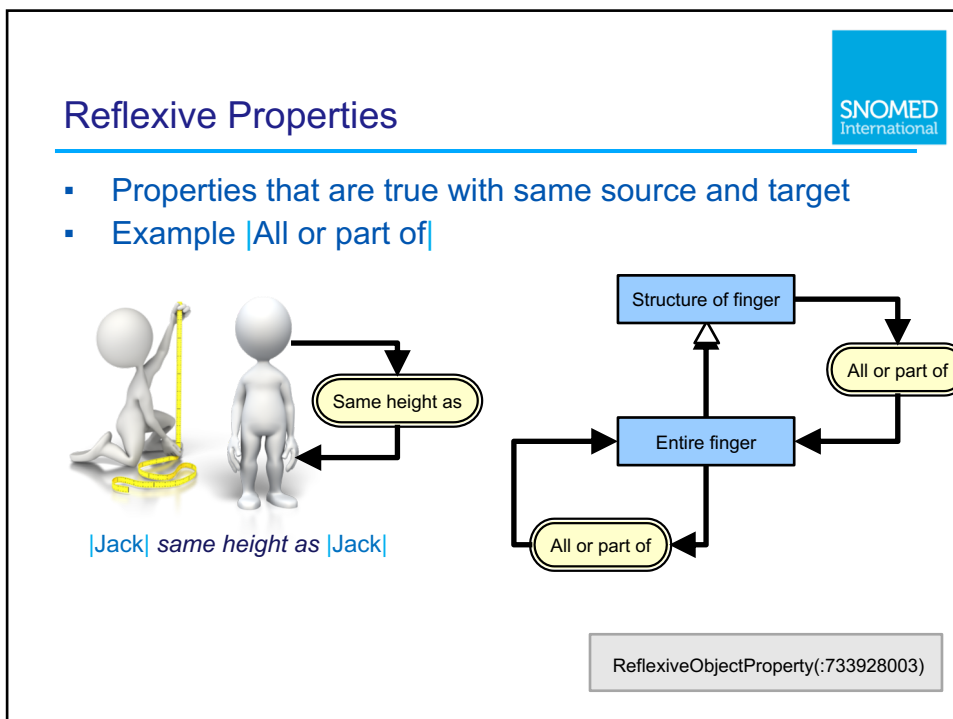 Reflexive Properties
SNOMED
International
▪ Properties that are true with same source and target
▪ Example |All or part of|
Structure of finger
All or part of
Same height as
Entire finger
All or part of
|Jack| same height as |Jack|
ReflexiveObjectProperty(:733928003)